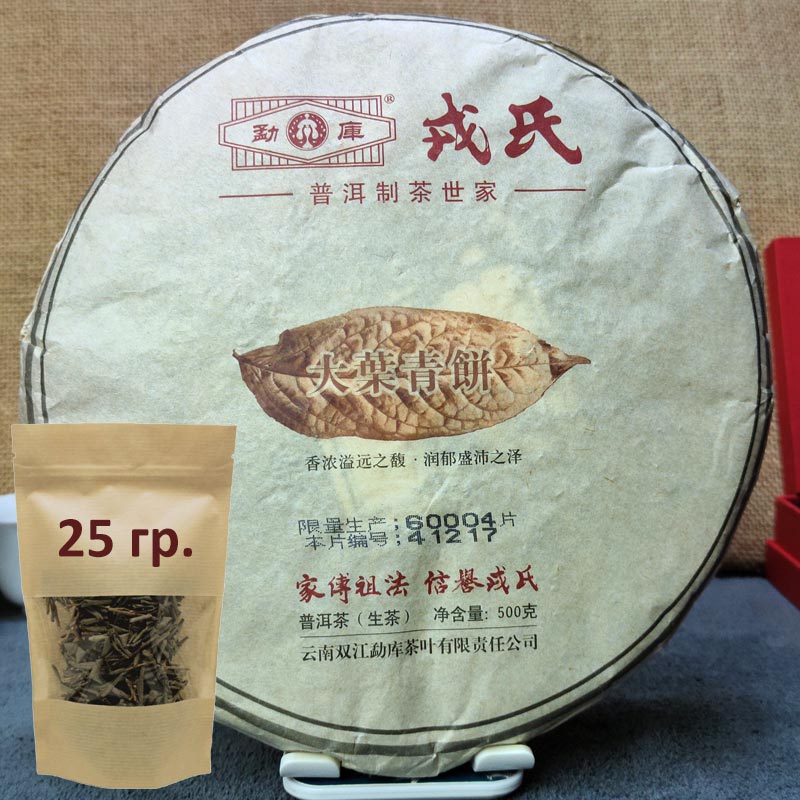 勐 庫 ® 戎氏
普洱制茶世家
大葉青餅
香浓溢远之馥·润郁盛沛之泽
限量生产:60004片
本片编号:41217
家傳祖法 信誉戎氏
普洱茶（生茶） 净含量: 500克
云南双江勐库茶叶有限责任公司
25 гр.